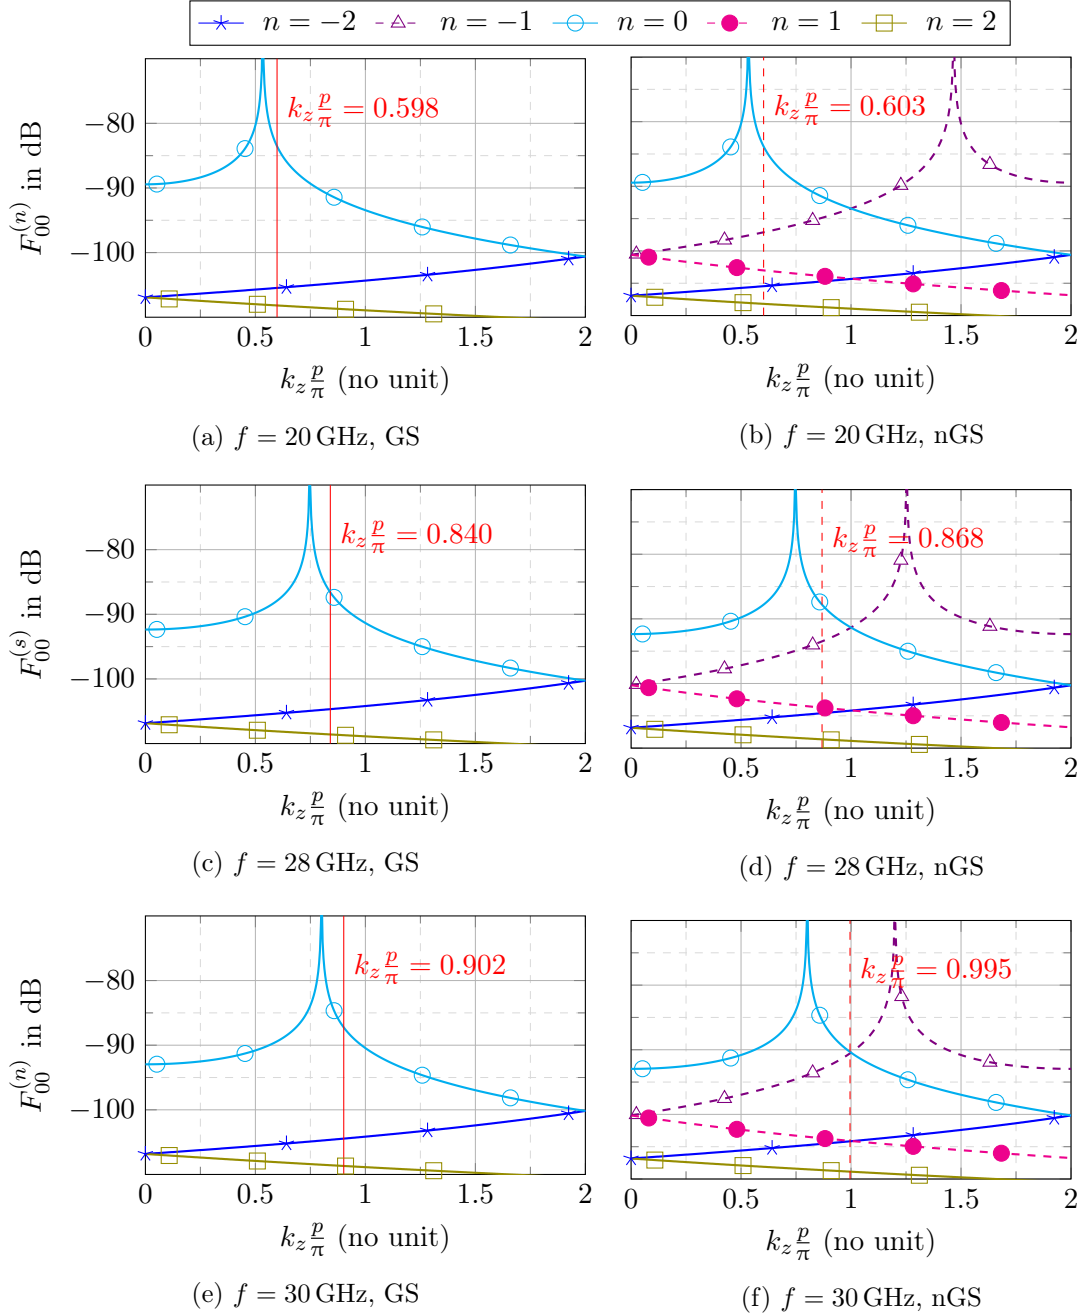 n = −2 n = −1 n = 0 n = 1 n = 2
F₀₀⁽ⁿ⁾ in dB
−80
−90
−100
k_z p/π = 0.598
0 0.5 1 1.5 2
k_z p/π (no unit)
(a) f = 20 GHz, GS
k_z p/π = 0.603
0 0.5 1 1.5 2
k_z p/π (no unit)
(b) f = 20 GHz, nGS
F₀₀⁽ˢ⁾ in dB
−80
−90
−100
k_z p/π = 0.840
0 0.5 1 1.5 2
k_z p/π (no unit)
(c) f = 28 GHz, GS
k_z p/π = 0.868
0 0.5 1 1.5 2
k_z p/π (no unit)
(d) f = 28 GHz, nGS
F₀₀⁽ⁿ⁾ in dB
−80
−90
−100
k_z p/π = 0.902
0 0.5 1 1.5 2
k_z p/π (no unit)
(e) f = 30 GHz, GS
k_z p/π = 0.995
0 0.5 1 1.5 2
k_z p/π (no unit)
(f) f = 30 GHz, nGS